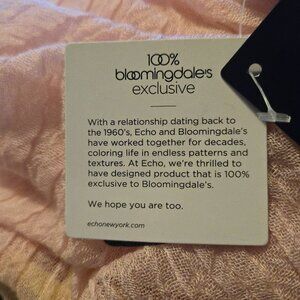 100%
bloomingdale's
exclusive
With a relationship dating back to
the 1960's, Echo and Bloomingdale's
have worked together for decades,
coloring life in endless patterns and
textures. At Echo, we're thrilled to
have designed product that is 100%
exclusive to Bloomingdale's.
We hope you are too.
echonewyork.com